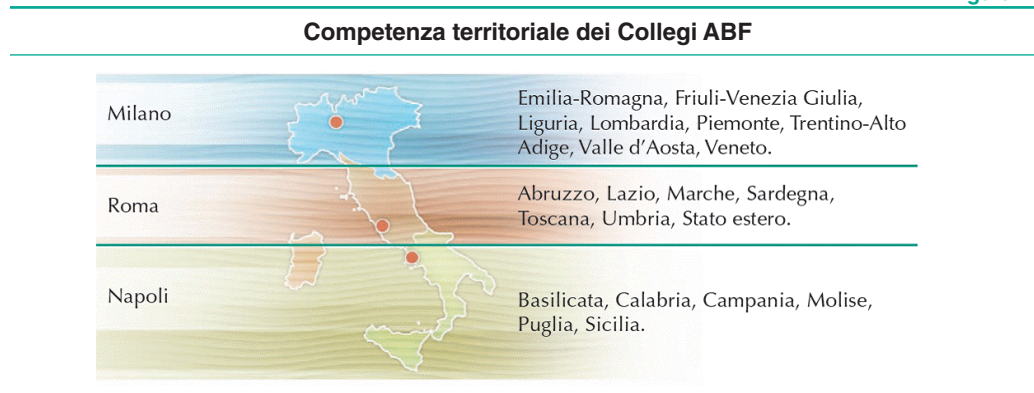 Competenza territoriale dei Collegi ABF
Milano
Emilia-Romagna, Friuli-Venezia Giulia,
Liguria, Lombardia, Piemonte, Trentino-Alto
Adige, Valle d’Aosta, Veneto.
Roma
Abruzzo, Lazio, Marche, Sardegna,
Toscana, Umbria, Stato estero.
Napoli
Basilicata, Calabria, Campania, Molise,
Puglia, Sicilia.